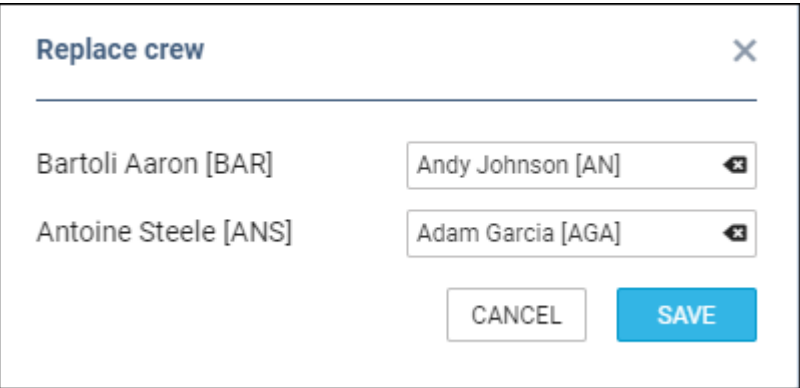 Replace crew
Bartoli Aaron [BAR] Andy Johnson [AN]
Antoine Steele [ANS] Adam Garcia [AGA]
CANCEL SAVE